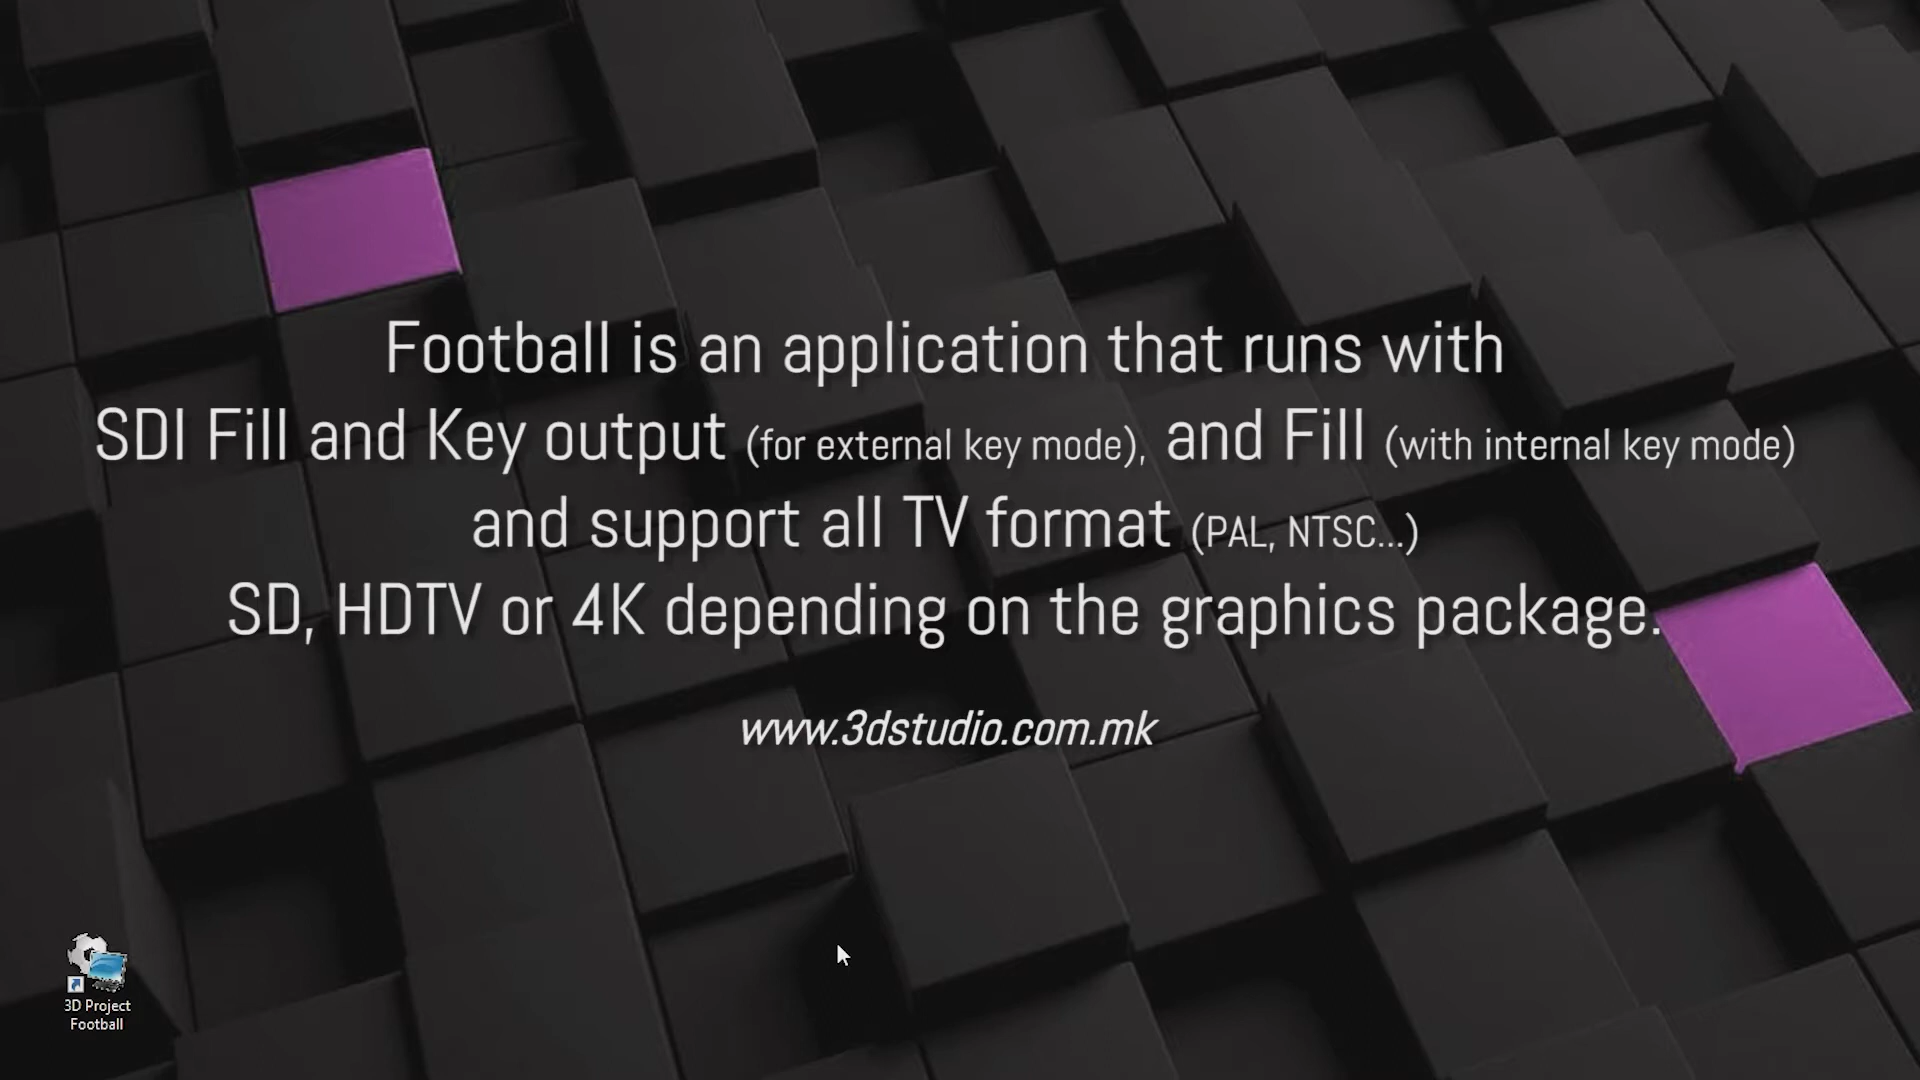 Football is an application that runs with
SDI Fill and Key output (for external key mode), and Fill (with internal key mode)
and support all TV format (PAL, NTSC...)
SD, HDTV or 4K depending on the graphics package.
www.3dstudio.com.mk
3D Project
Football